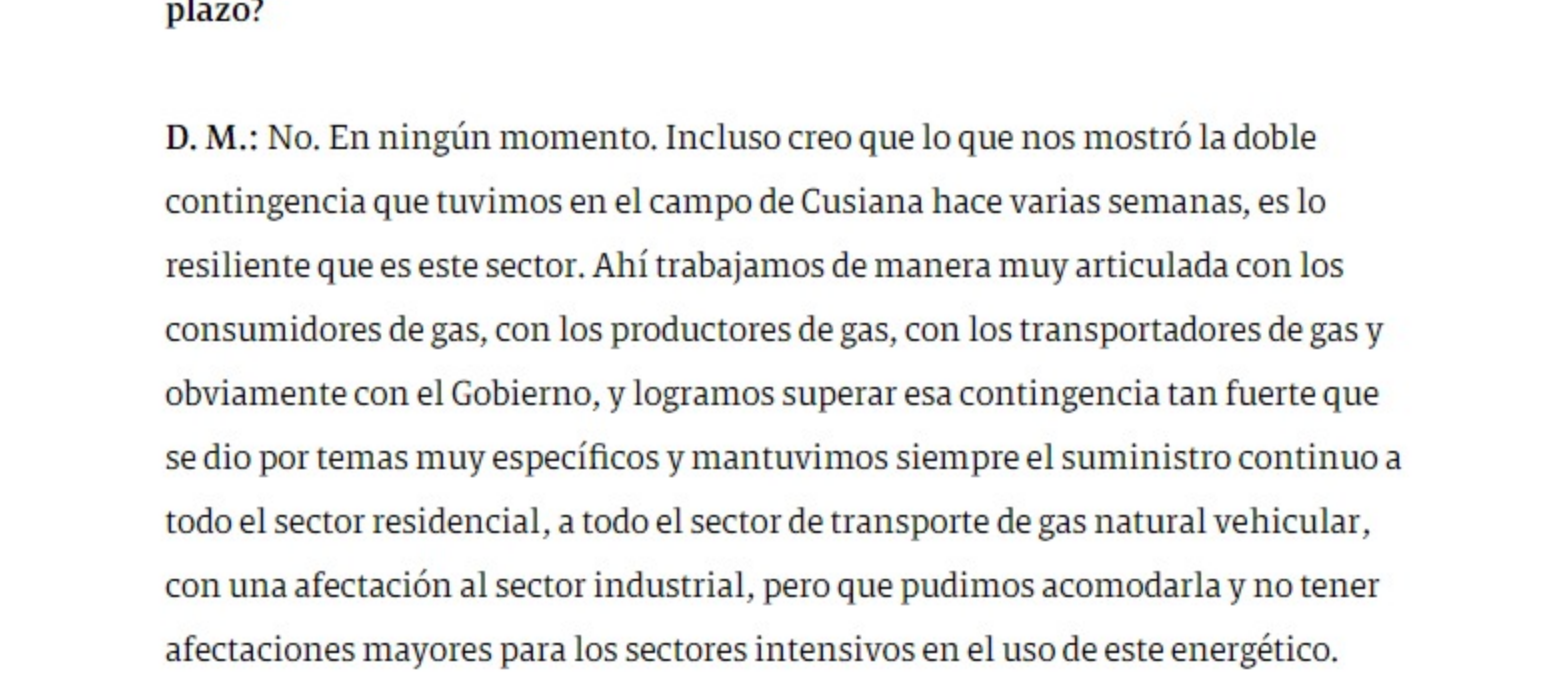 plazo?
D. M.: No. En ningún momento. Incluso creo que lo que nos mostró la doble
contingencia que tuvimos en el campo de Cusiana hace varias semanas, es lo
resiliente que es este sector. Ahí trabajamos de manera muy articulada con los
consumidores de gas, con los productores de gas, con los transportadores de gas y
obviamente con el Gobierno, y logramos superar esa contingencia tan fuerte que
se dio por temas muy específicos y mantuvimos siempre el suministro continuo a
todo el sector residencial, a todo el sector de transporte de gas natural vehicular,
con una afectación al sector industrial, pero que pudimos acomodarla y no tener
afectaciones mayores para los sectores intensivos en el uso de este energético.